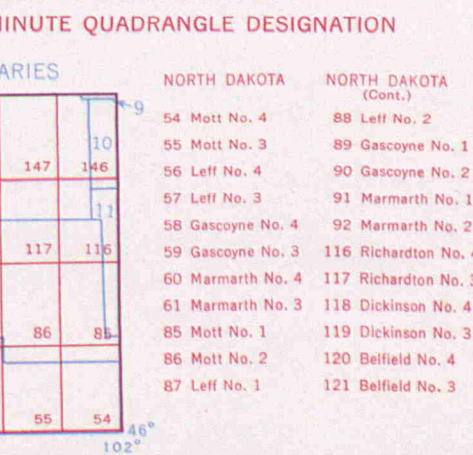 MINUTE QUADRANGLE DESIGNATION
ARIES
9
10
147 146
11
117 116
86 85
55 54
46°
102°
NORTH DAKOTA
54 Mott No. 4
55 Mott No. 3
56 Leff No. 4
57 Leff No. 3
58 Gascoyne No. 4
59 Gascoyne No. 3
60 Marmarth No. 4
61 Marmarth No. 3
85 Mott No. 1
86 Mott No. 2
87 Leff No. 1
NORTH DAKOTA
(Cont.)
88 Leff No. 2
89 Gascoyne No. 1
90 Gascoyne No. 2
91 Marmarth No. 1
92 Marmarth No. 2
116 Richardton No. 4
117 Richardton No. 3
118 Dickinson No. 4
119 Dickinson No. 3
120 Belfield No. 4
121 Belfield No. 3